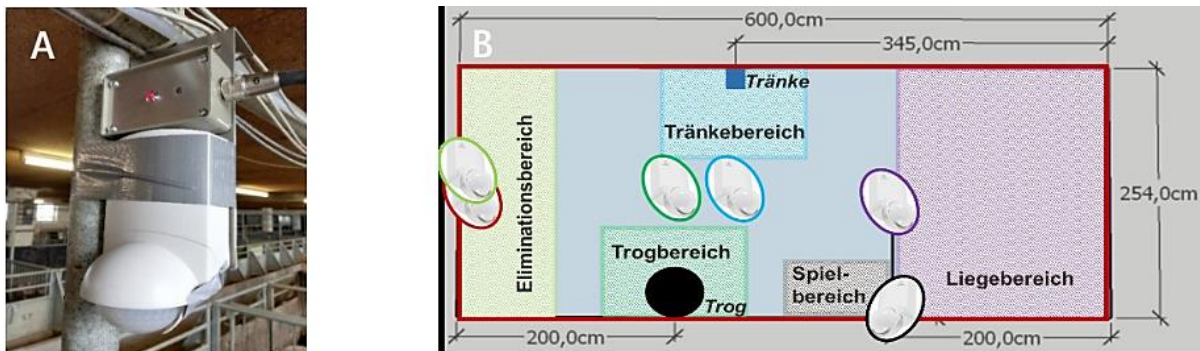 A
B
600,0cm
345,0cm
Tränke
Tränkebereich
Eliminationsbereich
254,0cm
Trogbereich
Spiel-
bereich
Liegebereich
Trog
200,0cm
200,0cm